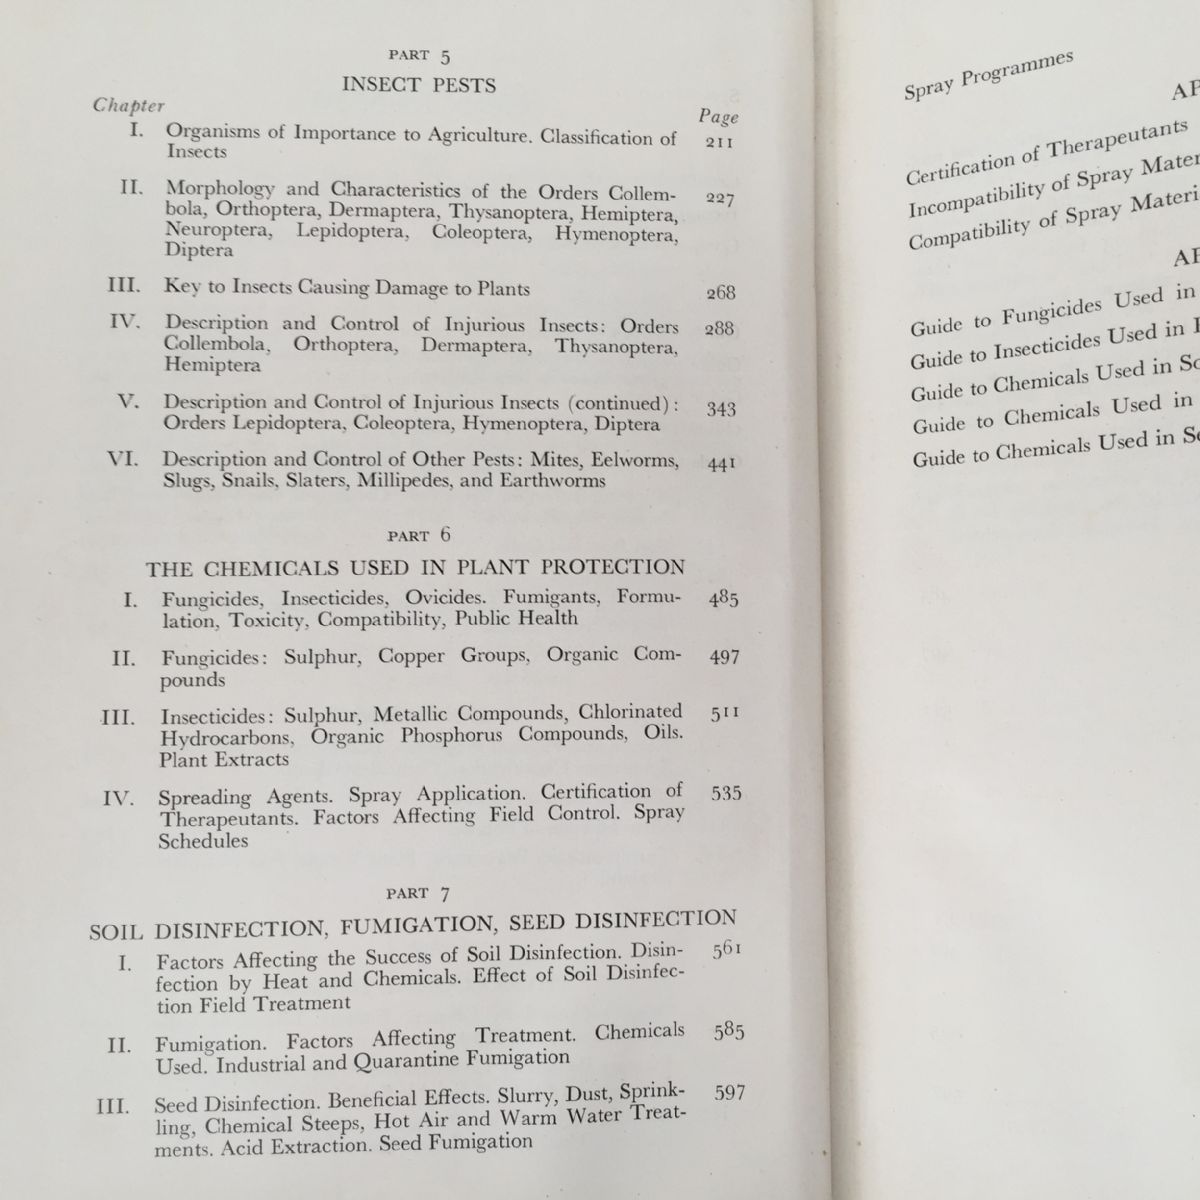 PART 5
INSECT PESTS
Chapter
Page
I. Organisms of Importance to Agriculture. Classification of 211
Insects
II. Morphology and Characteristics of the Orders Collem- 227
bola, Orthoptera, Dermaptera, Thysanoptera, Hemiptera,
Neuroptera, Lepidoptera, Coleoptera, Hymenoptera,
Diptera
III. Key to Insects Causing Damage to Plants 268
IV. Description and Control of Injurious Insects: Orders 288
Collembola, Orthoptera, Dermaptera, Thysanoptera,
Hemiptera
V. Description and Control of Injurious Insects (continued): 343
Orders Lepidoptera, Coleoptera, Hymenoptera, Diptera
VI. Description and Control of Other Pests: Mites, Eelworms, 441
Slugs, Snails, Slaters, Millipedes, and Earthworms
PART 6
THE CHEMICALS USED IN PLANT PROTECTION
I. Fungicides, Insecticides, Ovicides. Fumigants, Formu- 485
lation, Toxicity, Compatibility, Public Health
II. Fungicides: Sulphur, Copper Groups, Organic Com- 497
pounds
III. Insecticides: Sulphur, Metallic Compounds, Chlorinated 511
Hydrocarbons, Organic Phosphorus Compounds, Oils.
Plant Extracts
IV. Spreading Agents. Spray Application. Certification of 535
Therapeutants. Factors Affecting Field Control. Spray
Schedules
PART 7
SOIL DISINFECTION, FUMIGATION, SEED DISINFECTION
I. Factors Affecting the Success of Soil Disinfection. Disin- 561
fection by Heat and Chemicals. Effect of Soil Disinfec-
tion Field Treatment
II. Fumigation. Factors Affecting Treatment. Chemicals 585
Used. Industrial and Quarantine Fumigation
III. Seed Disinfection. Beneficial Effects. Slurry, Dust, Sprink- 597
ling, Chemical Steeps, Hot Air and Warm Water Treat-
ments. Acid Extraction. Seed Fumigation
Spray Programmes
Certification of Therapeutants
Incompatibility of Spray Mater
Compatibility of Spray Materi
Guide to Fungicides Used in
Guide to Insecticides Used in
Guide to Chemicals Used in
Guide to Chemicals Used in
Guide to Chemicals Used in